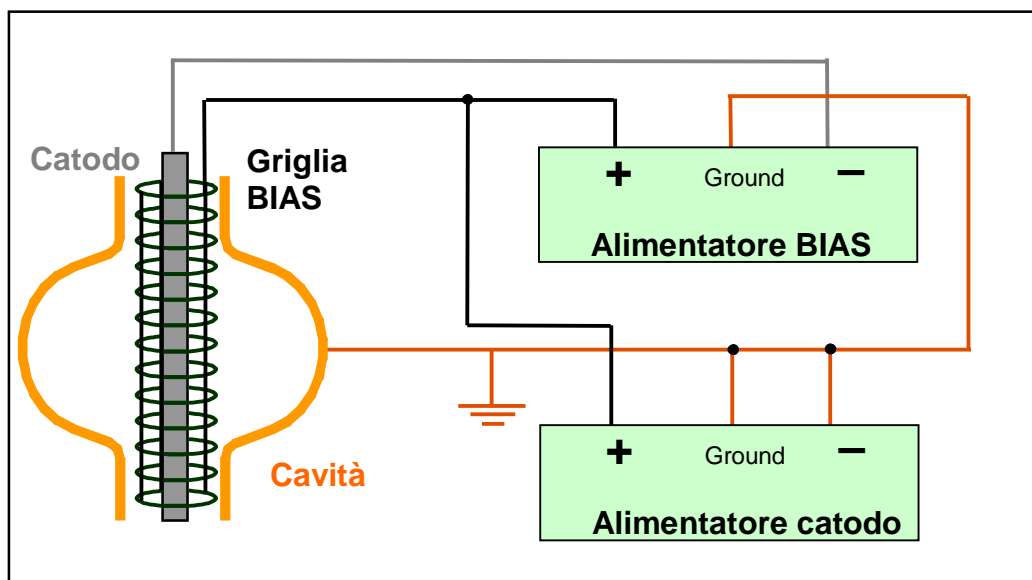 Catodo
Griglia
BIAS
+ Ground −
Alimentatore BIAS
Cavità
+ Ground −
Alimentatore catodo